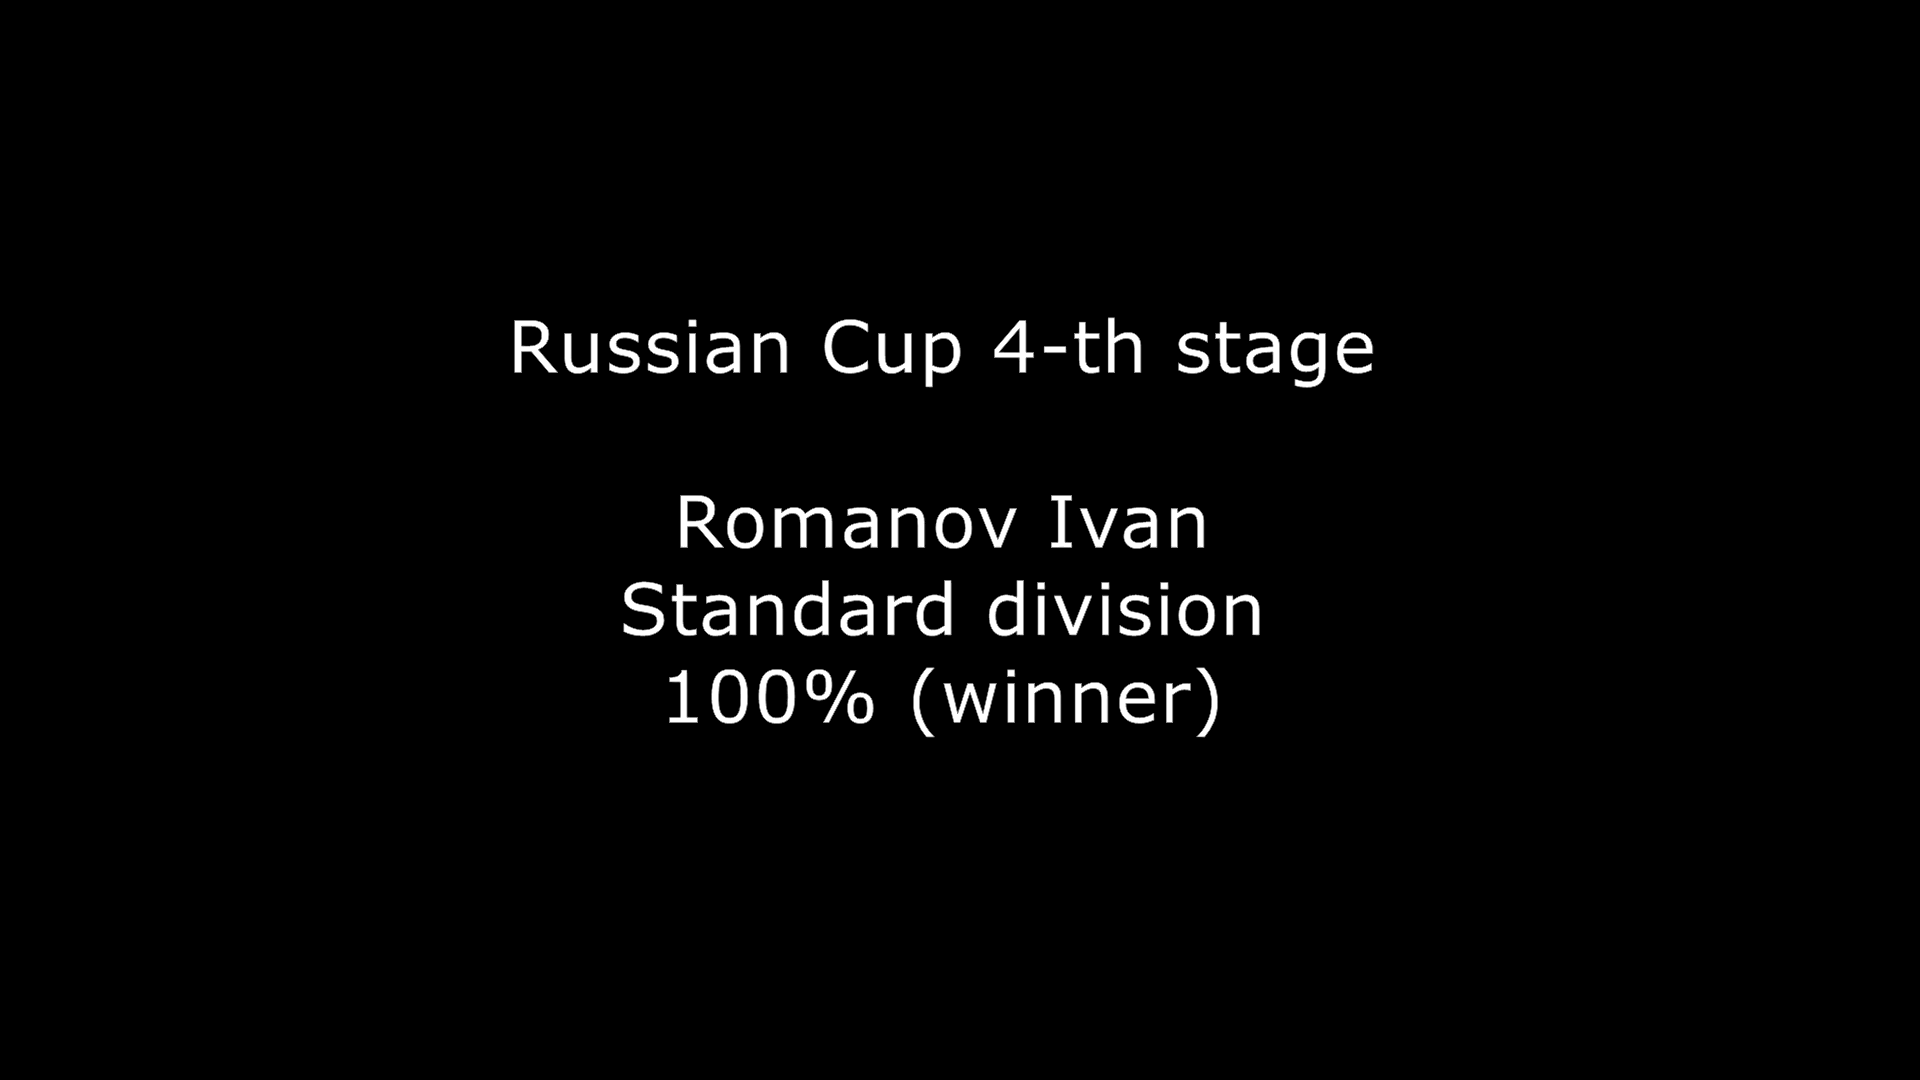 Russian Cup 4-th stage
Romanov Ivan
Standard division
100% (winner)